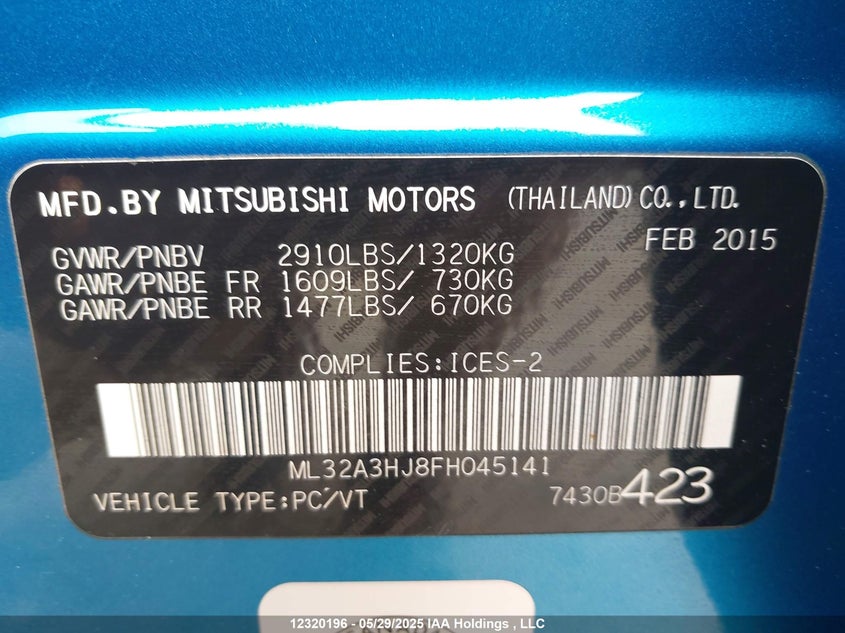 MFD.BY MITSUBISHI MOTORS (THAILAND) CO.,LTD.
FEB 2015
GVWR/PNBV 2910LBS/1320KG
GAWR/PNBE FR 1609LBS/ 730KG
GAWR/PNBE RR 1477LBS/ 670KG
COMPLIES:ICES-2
ML32A3HJ8FH045141
VEHICLE TYPE:PC/VT 7430B423
12320196 - 05/29/2025 IAA Holdings , LLC